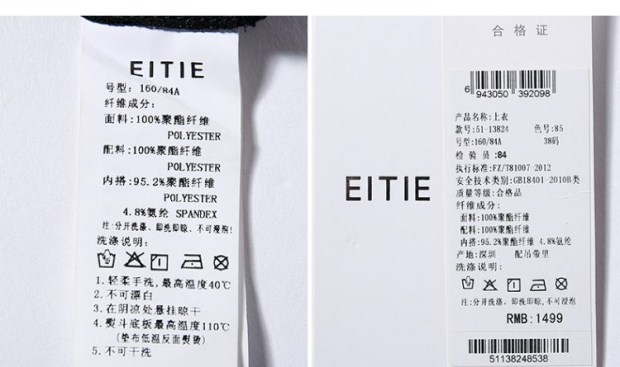 EITIE
号型：160/84A
纤维成分：
面料：100%聚酯纤维
POLYESTER
配料：100%聚酯纤维
POLYESTER
内搭：95.2%聚酯纤维
POLYESTER
4.8%氨纶 SPANDEX
注：分开洗涤、即洗即晾、不可浸泡！
洗涤说明：
1.轻柔手洗，最高温度40℃
2.不可漂白
3.在阴凉处悬挂晾干
4.熨斗底板最高温度110℃
(垫布低温反面熨烫)
5.不可干洗
EITIE
合格证
6 943050 392098
产品名称：上衣
款号：51-13824 色号：85
号型：160/84A 38码
检验员：84
执行标准：FZ/T81007-2012
安全技术类别：GB18401-2010B类
质量等级：合格品
纤维成分：
面料：100%聚酯纤维
配料：100%聚酯纤维
内搭：95.2%聚酯纤维 4.8%氨纶
产地：深圳 配吊带里
洗涤说明：
注：分开洗涤、即洗即晾、不可浸泡
RMB：1499
51138248538